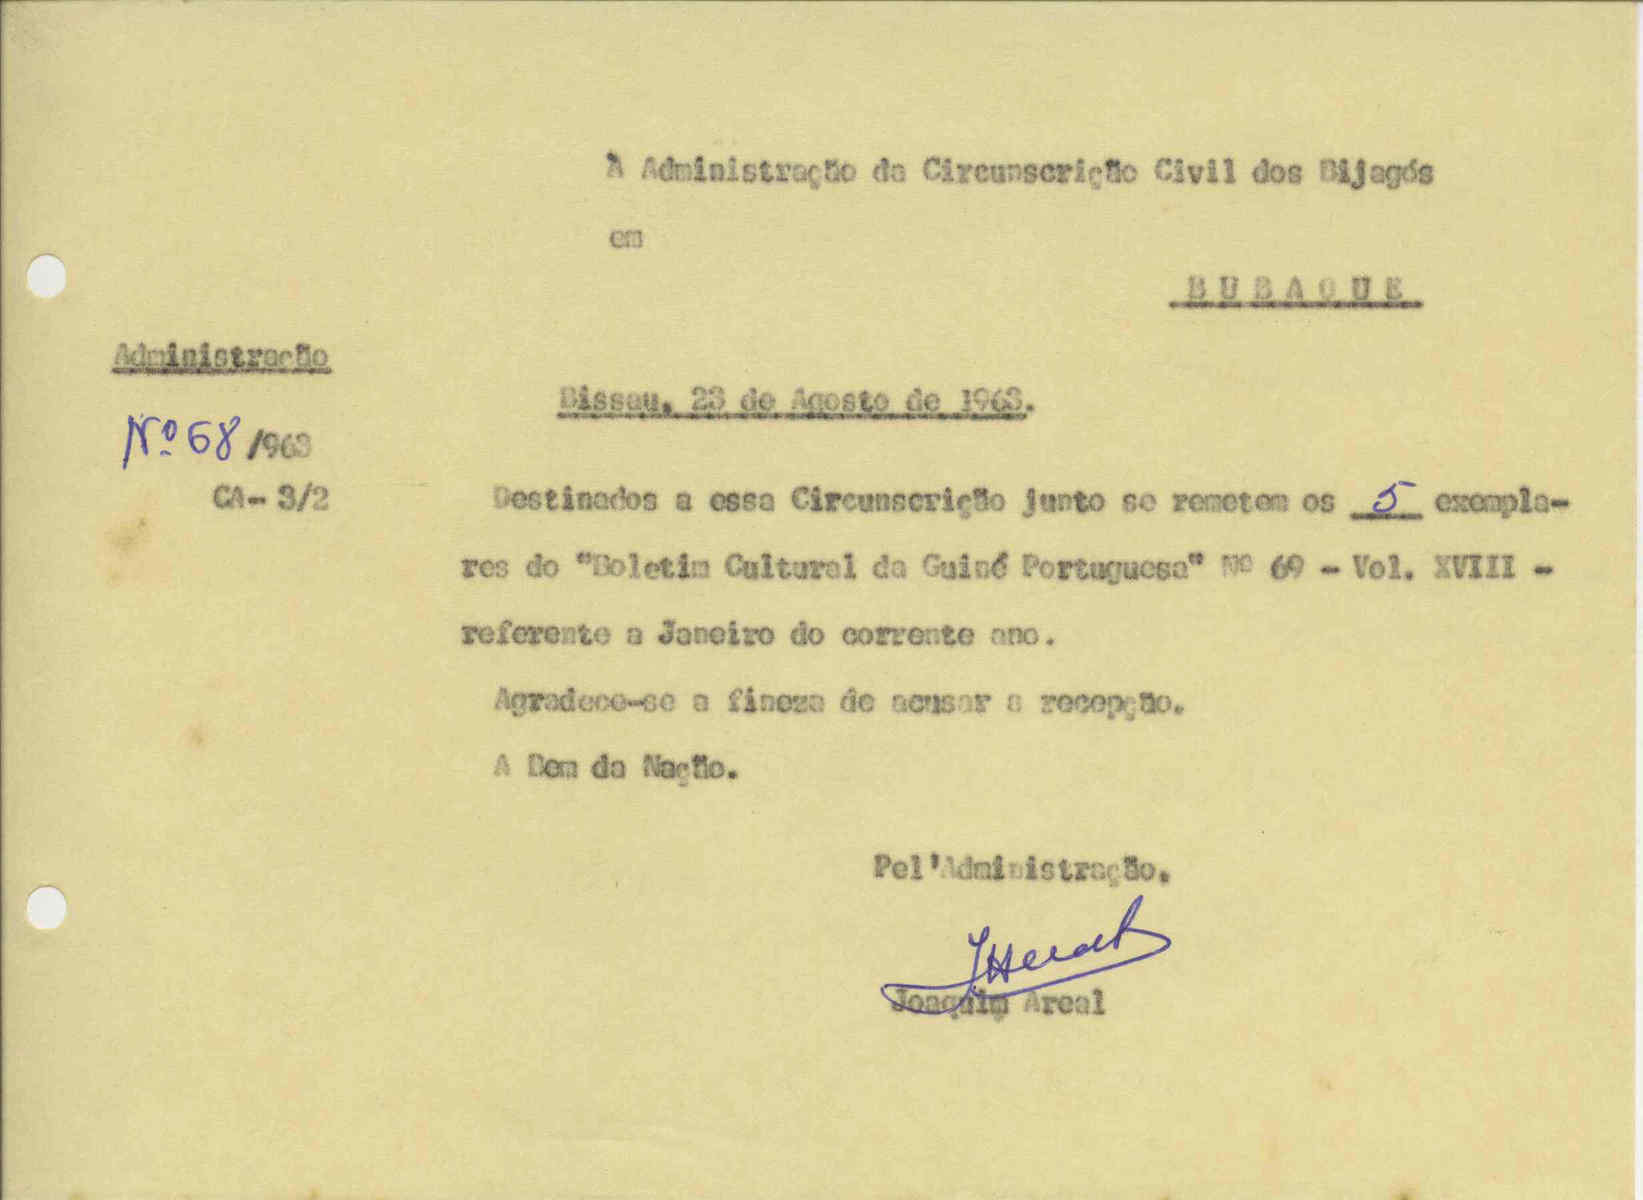 À Administração da Circunscrição Civil dos Bijagós
em
BUBAQUE
Administração
Bissau, 23 de Agosto de 1963.
Nº 68/963
CA- 3/2
Destinados a essa Circunscrição junto se remetem os 5 exempla-
res do "Boletim Cultural da Guiné Portuguesa" Nº 69 - Vol. XVIII -
referente a Janeiro do corrente ano.
Agradece-se a fineza de acusar a recepção.
A Bem da Nação.
Pel'Administração,
Joaquim Areal